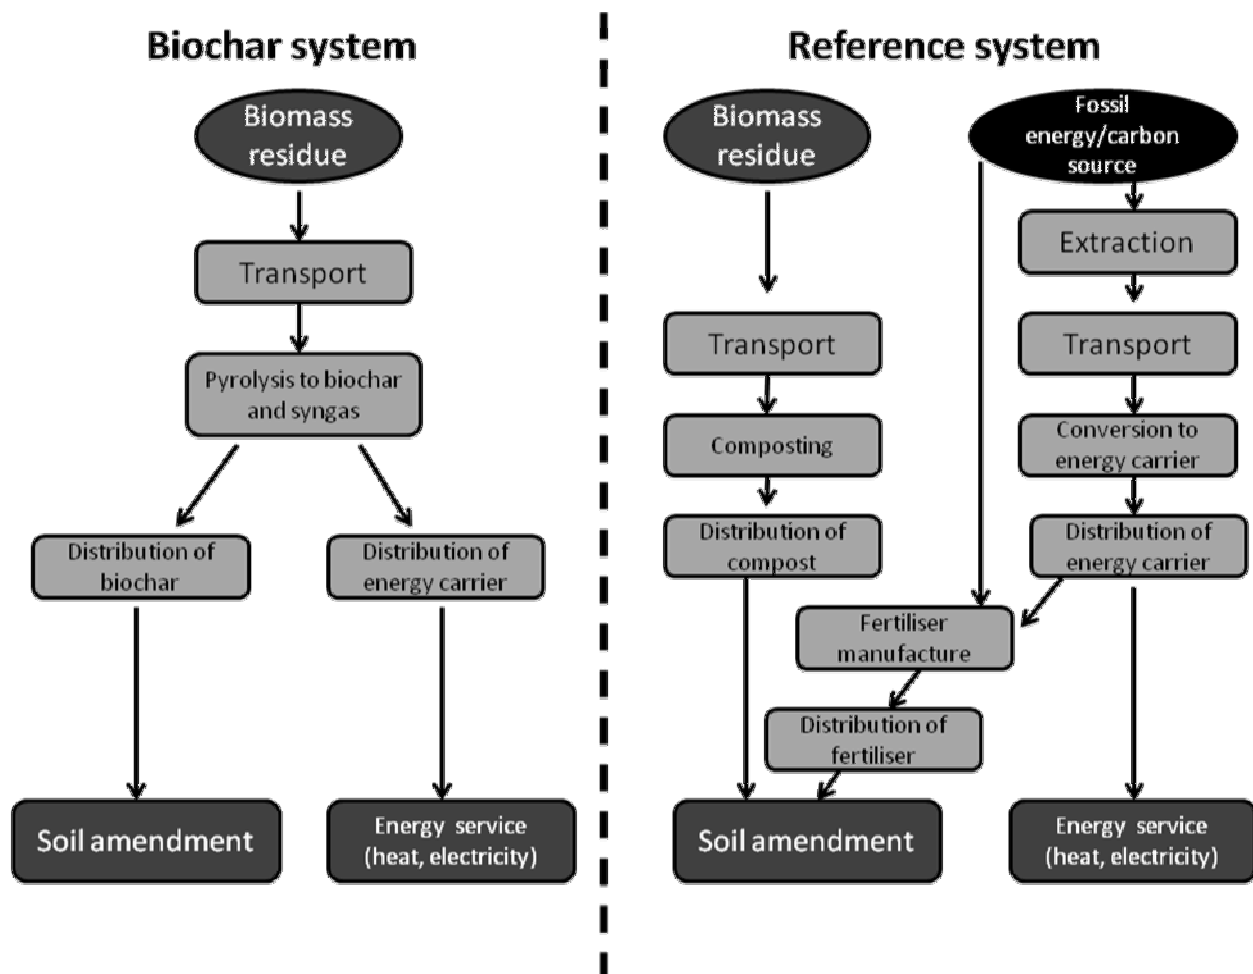 Biochar system
Biomass
residue
Transport
Pyrolysis to biochar
and syngas
Distribution of
biochar
Distribution of
energy carrier
Soil amendment
Energy service
(heat, electricity)
Reference system
Biomass
residue
Fossil
energy/carbon
source
Extraction
Transport
Transport
Composting
Conversion to
energy carrier
Distribution of
compost
Distribution of
energy carrier
Fertiliser
manufacture
Distribution of
fertiliser
Soil amendment
Energy service
(heat, electricity)